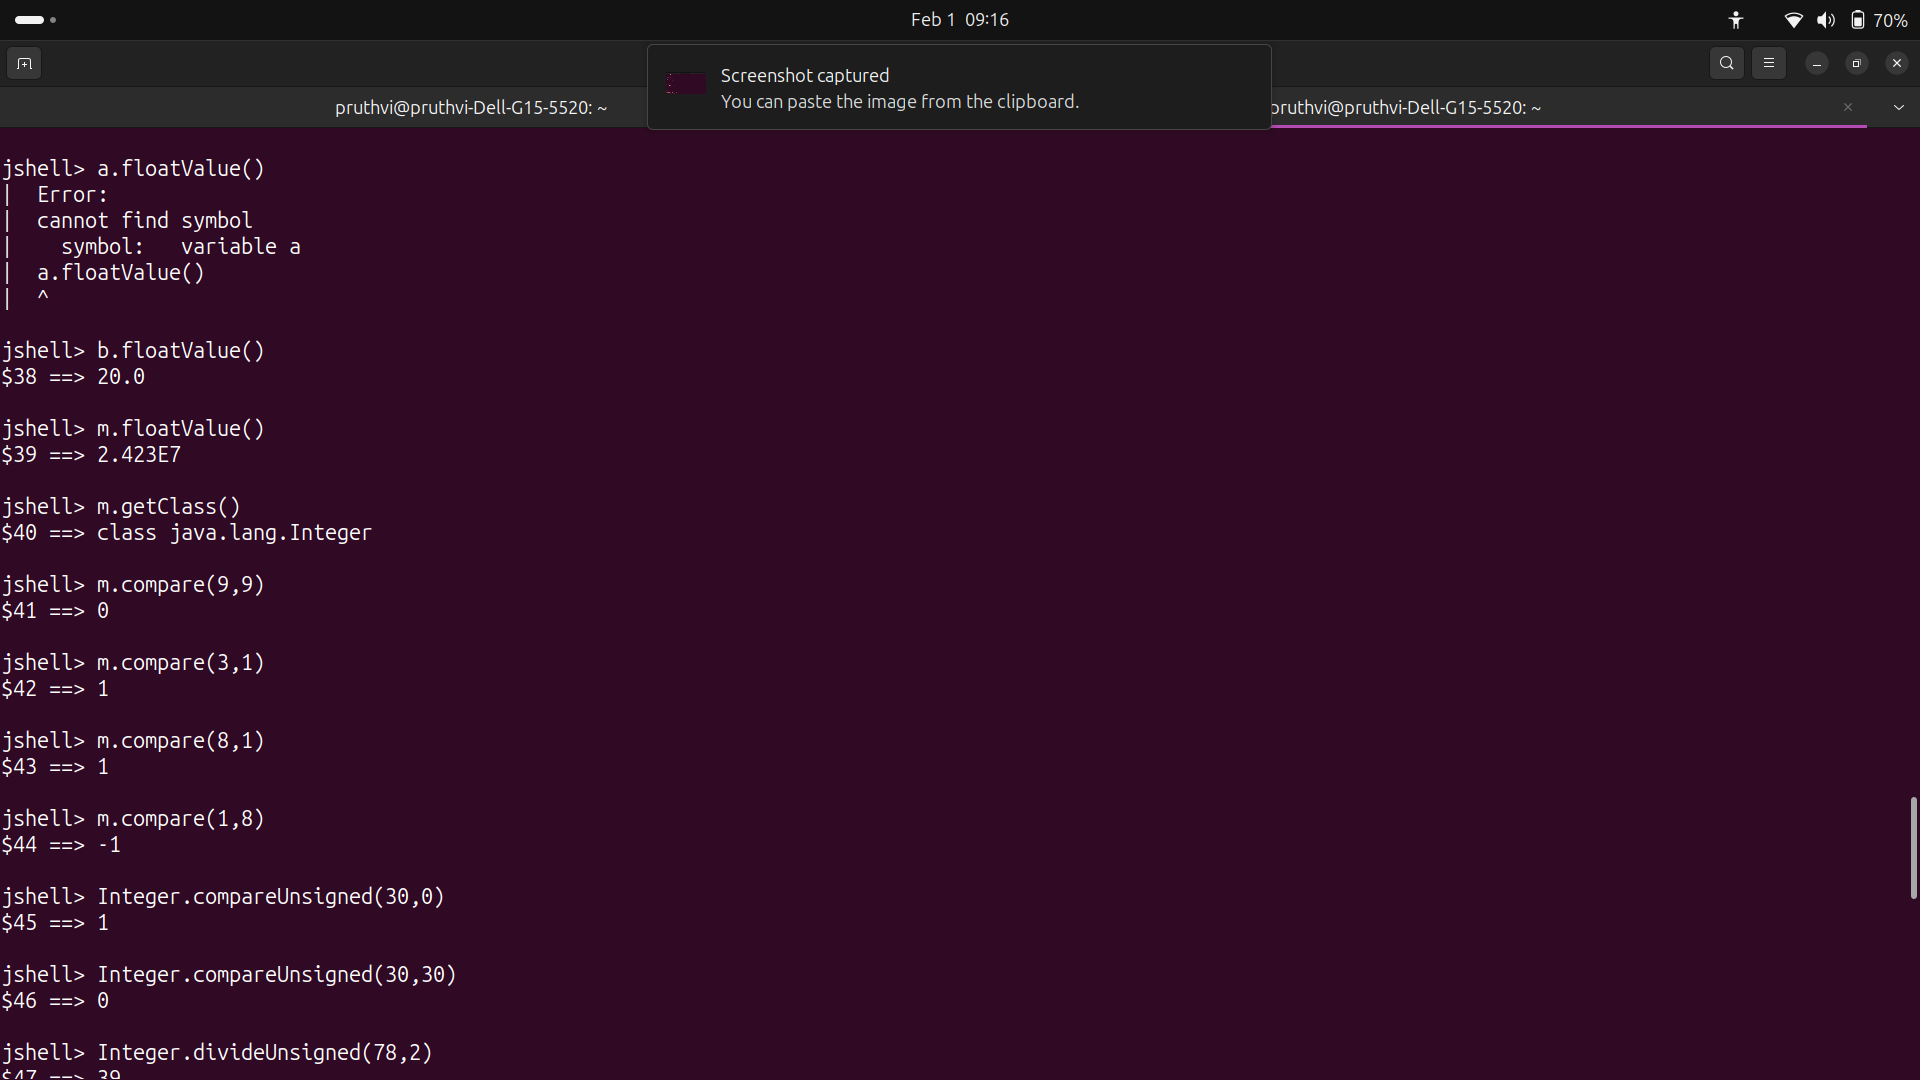 Feb 1 09:16
70%
Screenshot captured
You can paste the image from the clipboard.
pruthvi@pruthvi-Dell-G15-5520: ~
pruthvi@pruthvi-Dell-G15-5520: ~
jshell> a.floatValue()
| Error:
| cannot find symbol
| symbol: variable a
| a.floatValue()
| ^
jshell> b.floatValue()
$38 ==> 20.0
jshell> m.floatValue()
$39 ==> 2.423E7
jshell> m.getClass()
$40 ==> class java.lang.Integer
jshell> m.compare(9,9)
$41 ==> 0
jshell> m.compare(3,1)
$42 ==> 1
jshell> m.compare(8,1)
$43 ==> 1
jshell> m.compare(1,8)
$44 ==> -1
jshell> Integer.compareUnsigned(30,0)
$45 ==> 1
jshell> Integer.compareUnsigned(30,30)
$46 ==> 0
jshell> Integer.divideUnsigned(78,2)
$47 ==> 39